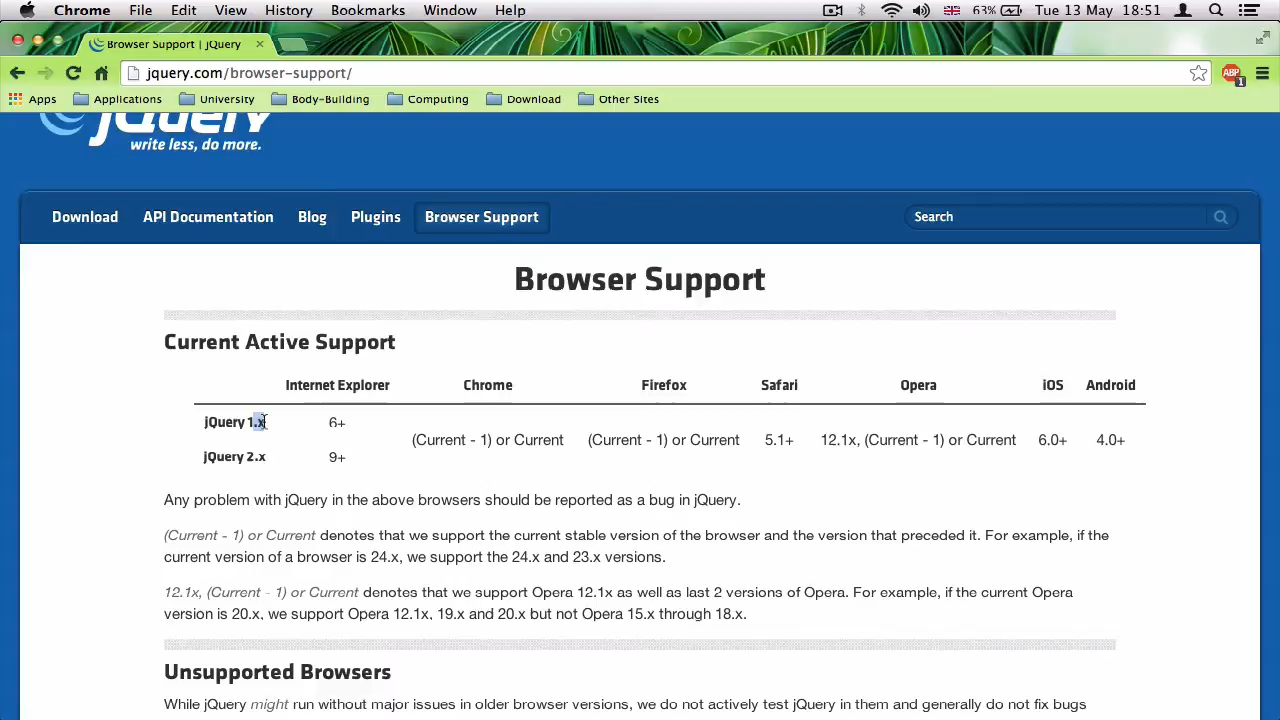 Chrome File Edit View History Bookmarks Window Help 63% Tue 13 May 18:51
Browser Support | jQuery
jquery.com/browser-support/
ABP 1
Apps Applications University Body-Building Computing Download Other Sites
jQuery
write less, do more.
Download API Documentation Blog Plugins Browser Support Search
Browser Support
Current Active Support
Internet Explorer Chrome Firefox Safari Opera iOS Android
jQuery 1.x 6+
(Current - 1) or Current (Current - 1) or Current 5.1+ 12.1x, (Current - 1) or Current 6.0+ 4.0+
jQuery 2.x 9+
Any problem with jQuery in the above browsers should be reported as a bug in jQuery.
(Current - 1) or Current denotes that we support the current stable version of the browser and the version that preceded it. For example, if the
current version of a browser is 24.x, we support the 24.x and 23.x versions.
12.1x, (Current - 1) or Current denotes that we support Opera 12.1x as well as last 2 versions of Opera. For example, if the current Opera
version is 20.x, we support Opera 12.1x, 19.x and 20.x but not Opera 15.x through 18.x.
Unsupported Browsers
While jQuery might run without major issues in older browser versions, we do not actively test jQuery in them and generally do not fix bugs